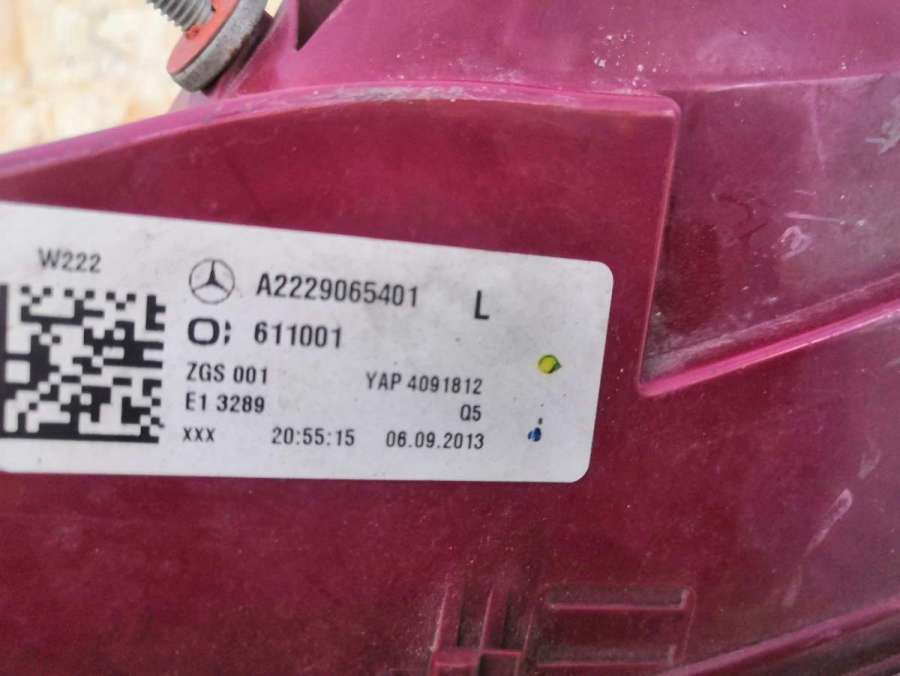 W222
A2229065401 L
O; 611001
ZGS 001 YAP 4091812
E1 3289 Q5
XXX 20:55:15 06.09.2013